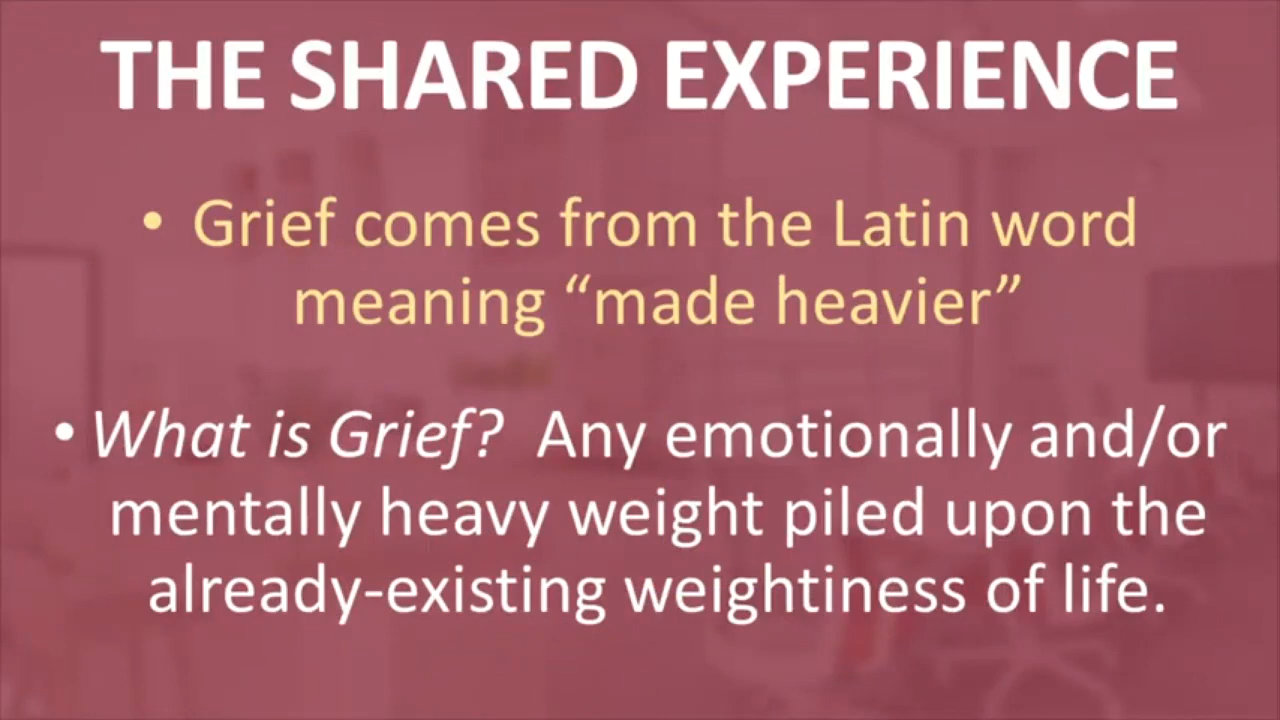 THE SHARED EXPERIENCE
• Grief comes from the Latin word
meaning “made heavier”
• What is Grief?  Any emotionally and/or
mentally heavy weight piled upon the
already-existing weightiness of life.